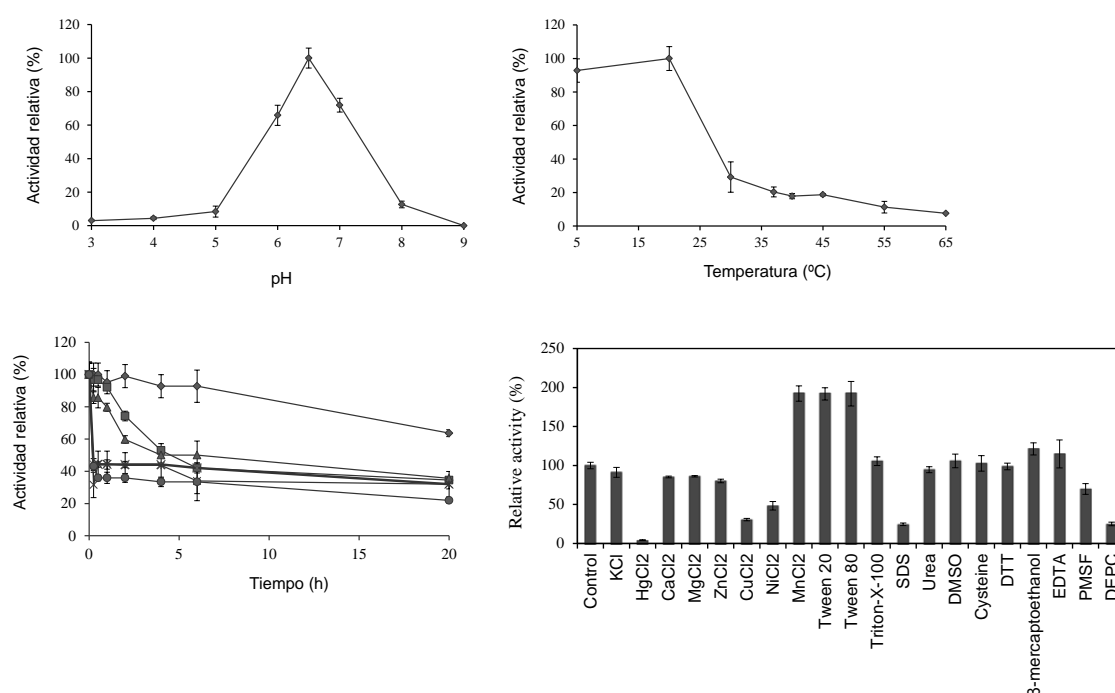 120
100
80
60
40
20
0
Actividad relativa (%)
3 4 5 6 7 8 9
pH
120
100
80
60
40
20
0
Actividad relativa (%)
5 15 25 35 45 55 65
Temperatura (ºC)
120
100
80
60
40
20
0
Actividad relativa (%)
0 5 10 15 20
Tiempo (h)
250
200
150
100
50
0
Relative activity (%)
Control
KCl
HgCl2
CaCl2
MgCl2
ZnCl2
CuCl2
NiCl2
MnCl2
Tween 20
Tween 80
Triton-X-100
SDS
Urea
DMSO
Cysteine
DTT
β-mercaptoethanol
EDTA
PMSF
DEPC